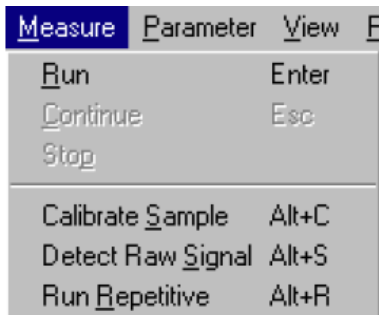 Measure Parameter View
Run Enter
Continue Esc
Stop
Calibrate Sample Alt+C
Detect Raw Signal Alt+S
Run Repetitive Alt+R